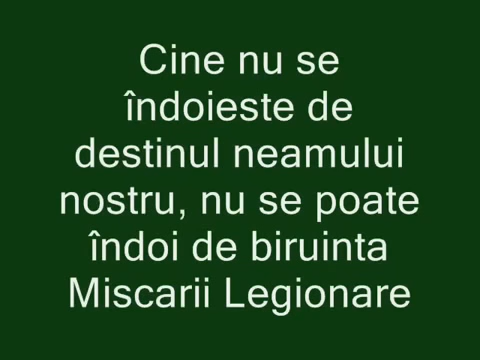 Cine nu se
îndoieste de
destinul neamului
nostru, nu se poate
îndoi de biruinta
Miscarii Legionare